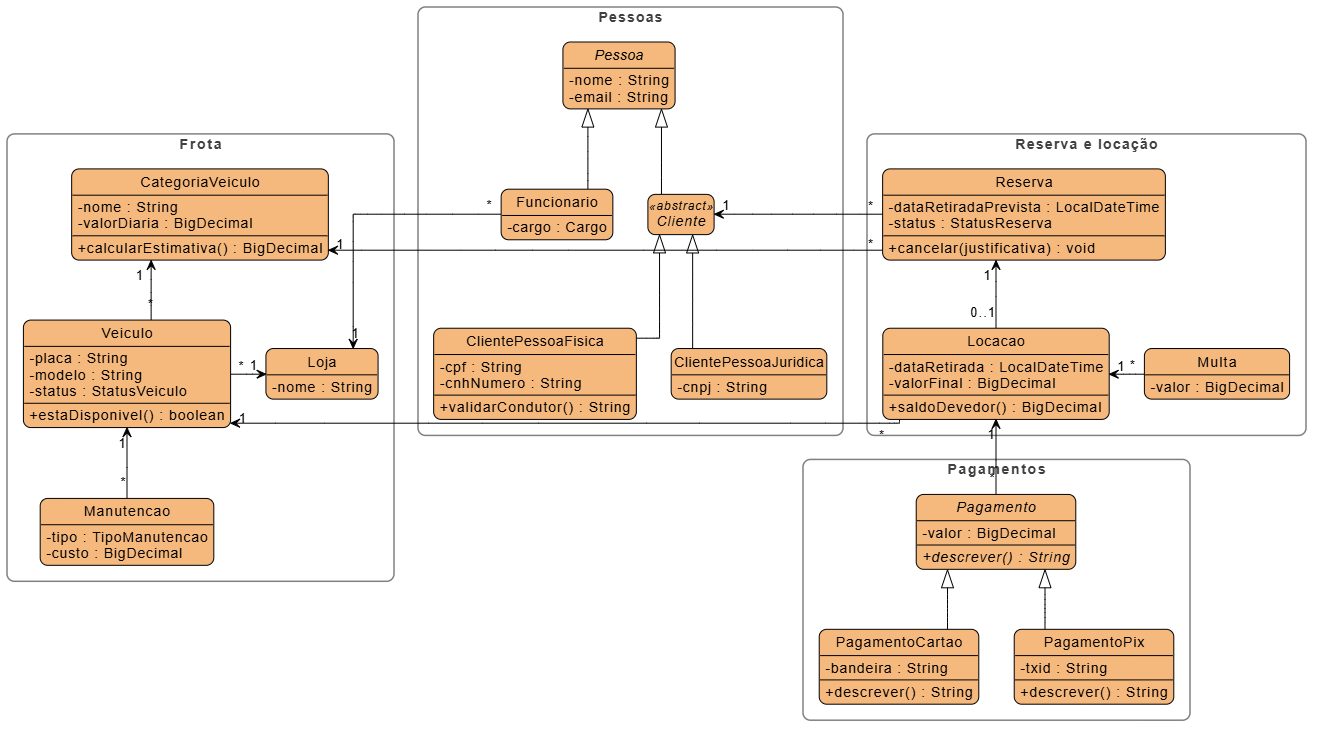 Pessoas
Pessoa
-nome : String
-email : String
Funcionario
-cargo : Cargo
*
«abstract»
Cliente
1
ClientePessoaFisica
-cpf : String
-cnhNumero : String
+validarCondutor() : String
ClientePessoaJuridica
-cnpj : String
Frota
CategoriaVeiculo
-nome : String
-valorDiaria : BigDecimal
+calcularEstimativa() : BigDecimal
1
1
*
Veiculo
-placa : String
-modelo : String
-status : StatusVeiculo
+estaDisponivel() : boolean
* 1
1
Loja
-nome : String
1
1
*
Manutencao
-tipo : TipoManutencao
-custo : BigDecimal
Reserva e locação
Reserva
-dataRetiradaPrevista : LocalDateTime
-status : StatusReserva
+cancelar(justificativa) : void
*
*
1
0..1
Locacao
-dataRetirada : LocalDateTime
-valorFinal : BigDecimal
+saldoDevedor() : BigDecimal
1 *
Multa
-valor : BigDecimal
*
1
Pagamentos
*
Pagamento
-valor : BigDecimal
+descrever() : String
PagamentoCartao
-bandeira : String
+descrever() : String
PagamentoPix
-txid : String
+descrever() : String